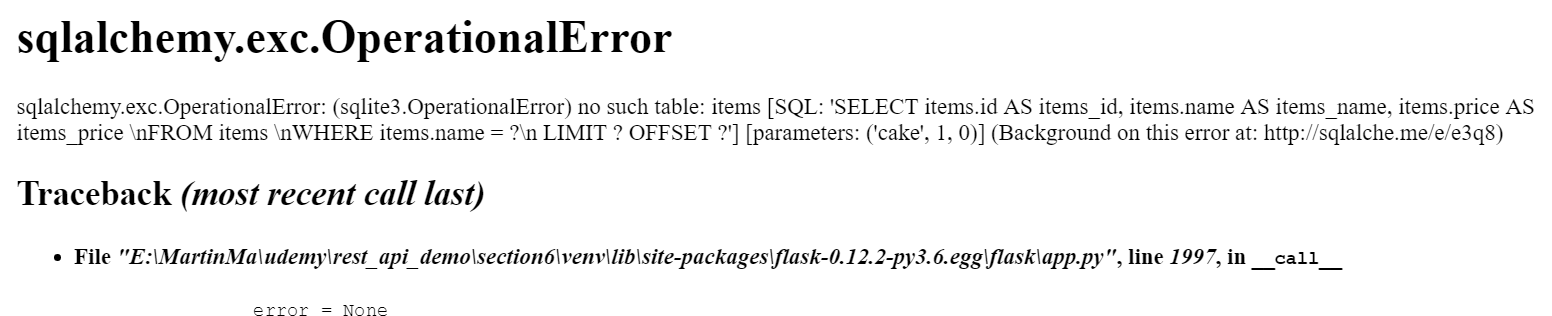 sqlalchemy.exc.OperationalError
sqlalchemy.exc.OperationalError: (sqlite3.OperationalError) no such table: items [SQL: 'SELECT items.id AS items_id, items.name AS items_name, items.price AS
items_price \nFROM items \nWHERE items.name = ?\n LIMIT ? OFFSET ?'] [parameters: ('cake', 1, 0)] (Background on this error at: http://sqlalche.me/e/e3q8)
Traceback (most recent call last)
• File "E:\MartinMa\udemy\rest_api_demo\section6\venv\lib\site-packages\flask-0.12.2-py3.6.egg\flask\app.py", line 1997, in __call__
error = None